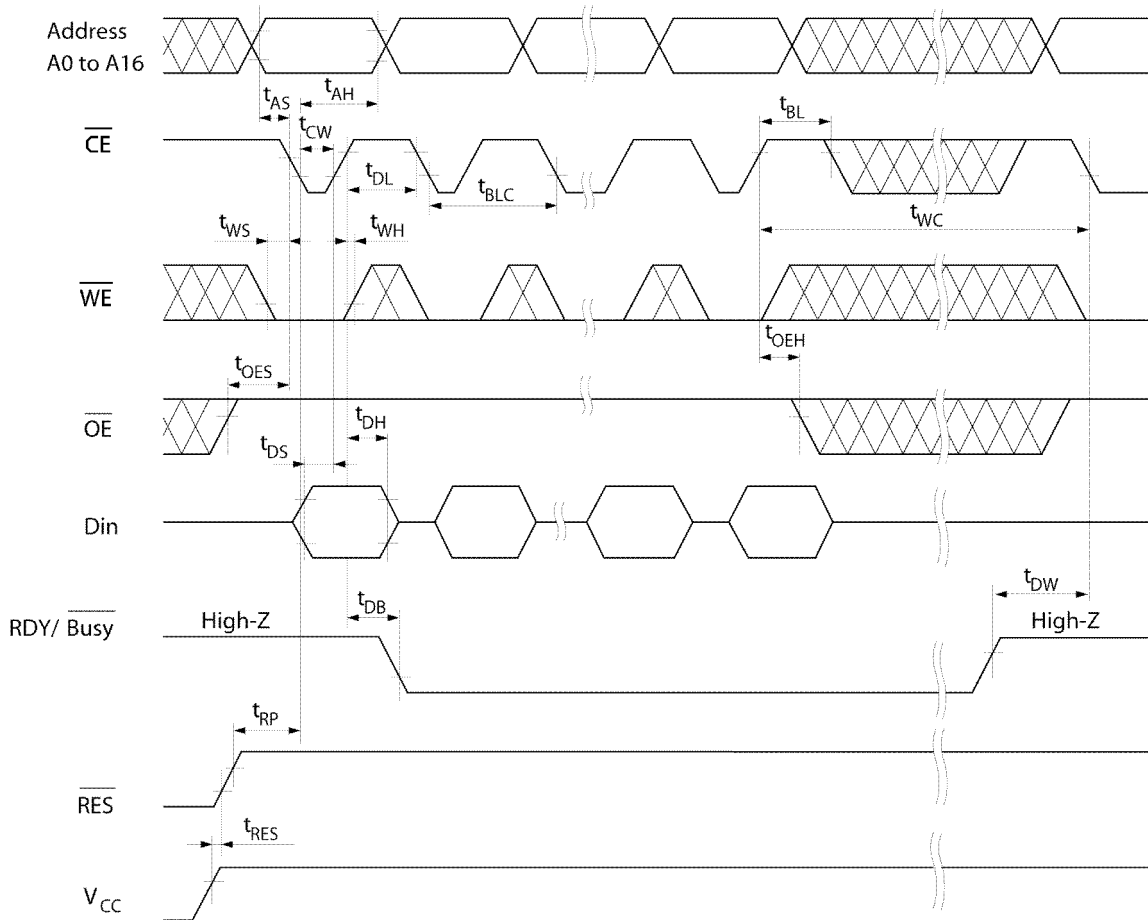 Address
A0 to A16
tAS
tAH
tCW
tBL
CE
tDL
tBLC
tWS
tWH
tWC
WE
tOES
tOEH
OE
tDH
tDS
Din
tDB
tDW
RDY/ Busy
High-Z
High-Z
tRP
RES
tRES
VCC